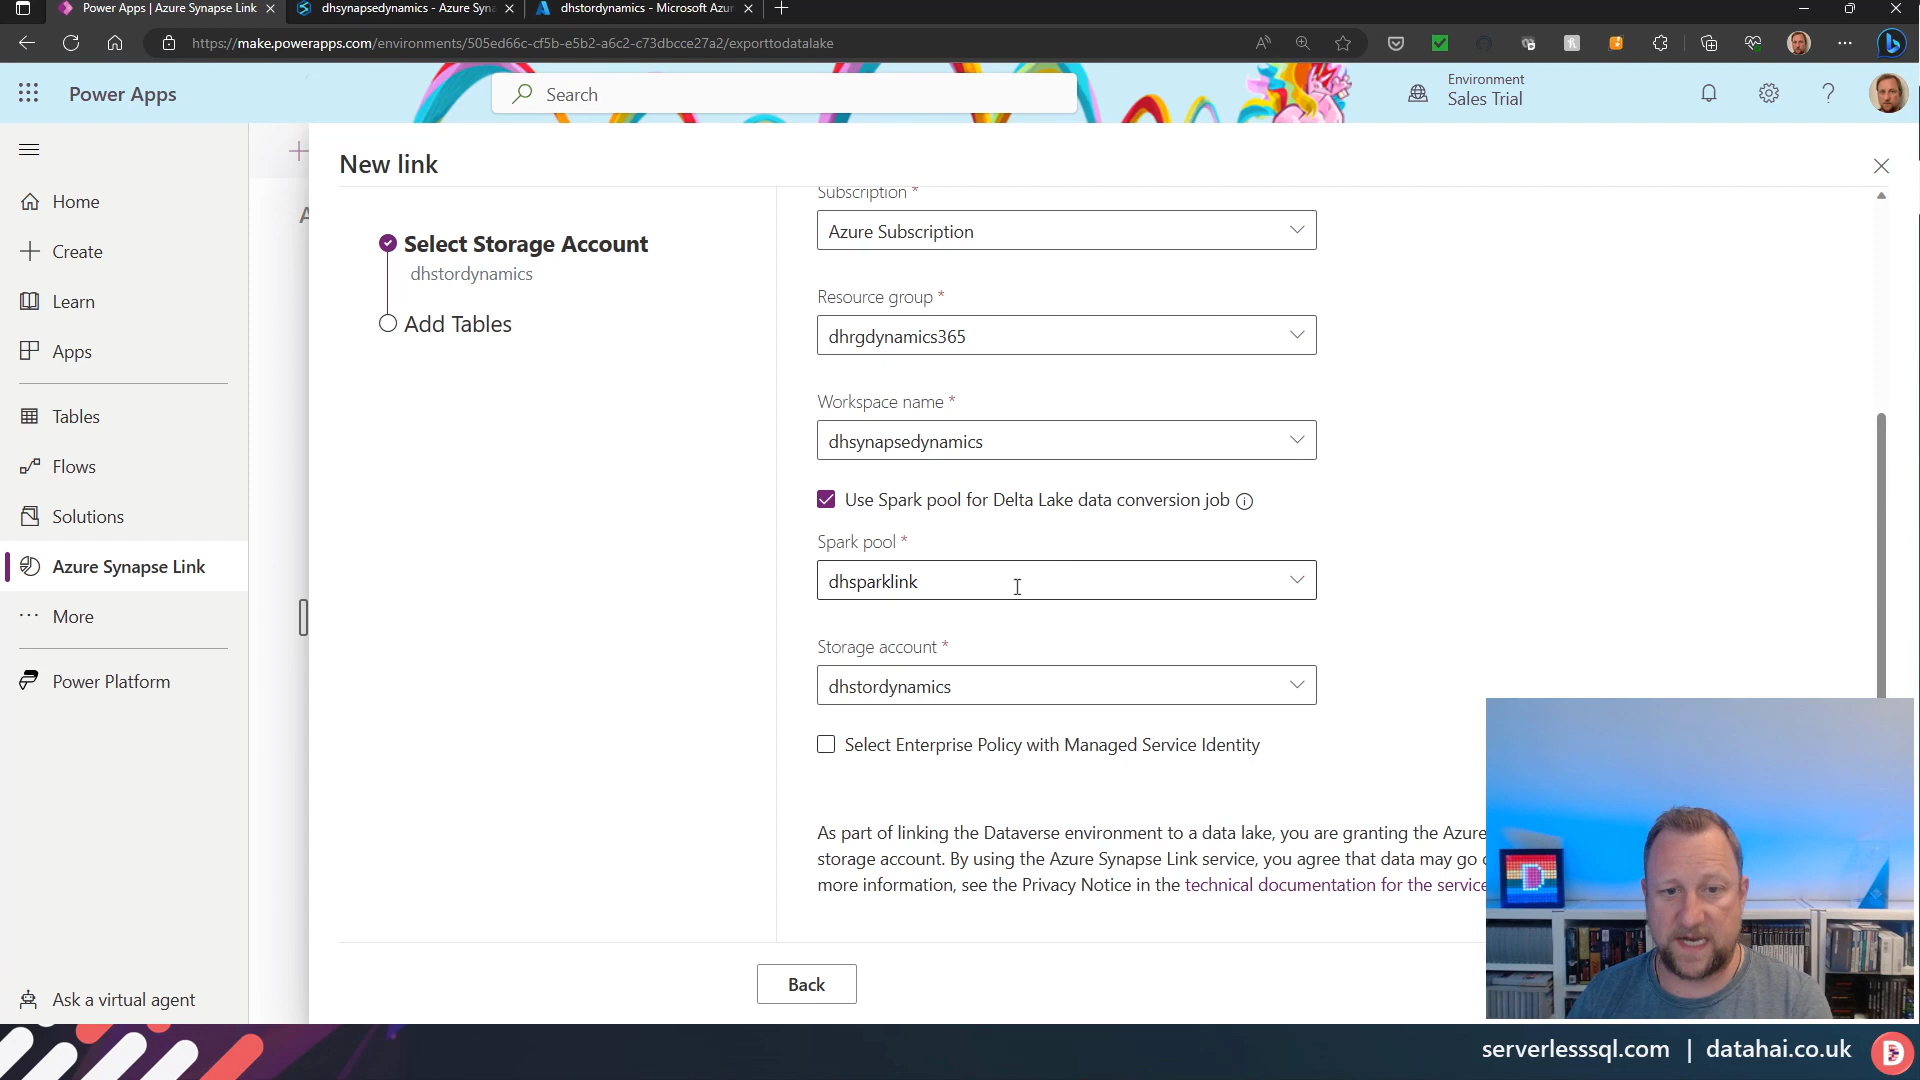 Power Apps | Azure Synapse Link
dhsynapsedynamics - Azure Syna
dhstordynamics - Microsoft Azur
https://make.powerapps.com/environments/505ed66c-cf5b-e5b2-a6c2-c73dbcce27a2/exporttodatalake
Power Apps
Search
Environment
Sales Trial
New link
Home
Create
Learn
Apps
Tables
Flows
Solutions
Azure Synapse Link
More
Power Platform
Ask a virtual agent
Select Storage Account
dhstordynamics
Add Tables
Subscription *
Azure Subscription
Resource group *
dhrgdynamics365
Workspace name *
dhsynapsedynamics
Use Spark pool for Delta Lake data conversion job
Spark pool *
dhsparklink
Storage account *
dhstordynamics
Select Enterprise Policy with Managed Service Identity
As part of linking the Dataverse environment to a data lake, you are granting the Azure
storage account. By using the Azure Synapse Link service, you agree that data may go
more information, see the Privacy Notice in the technical documentation for the service
Back
serverlesssql.com | datahai.co.uk